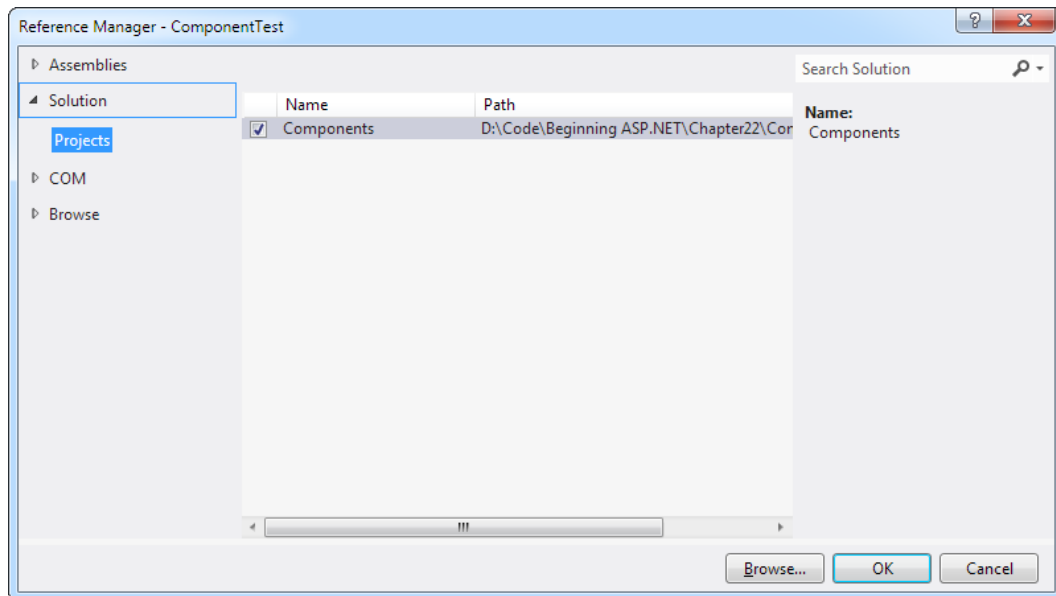 Reference Manager - ComponentTest
Assemblies
Solution
Projects
COM
Browse
Name Path
Components D:\Code\Beginning ASP.NET\Chapter22\Cor
Search Solution
Name:
Components
Browse...
OK
Cancel